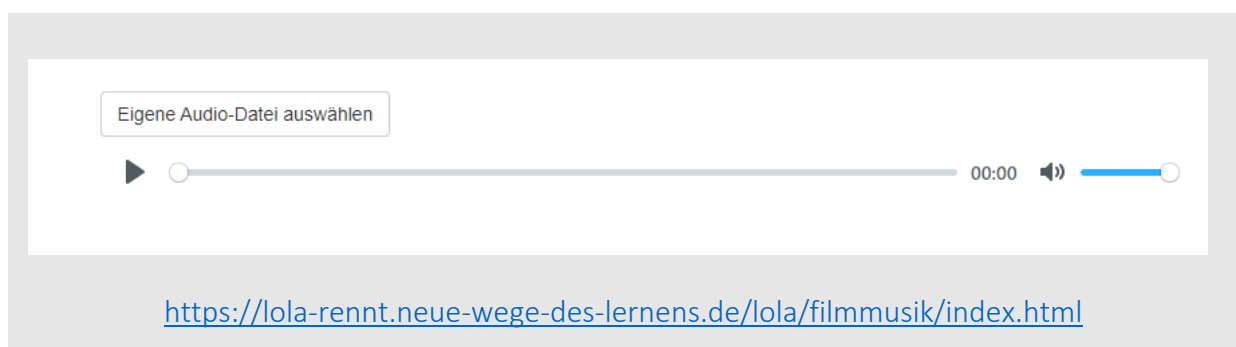 Eigene Audio-Datei auswählen
00:00
https://lola-rennt.neue-wege-des-lernens.de/lola/filmmusik/index.html